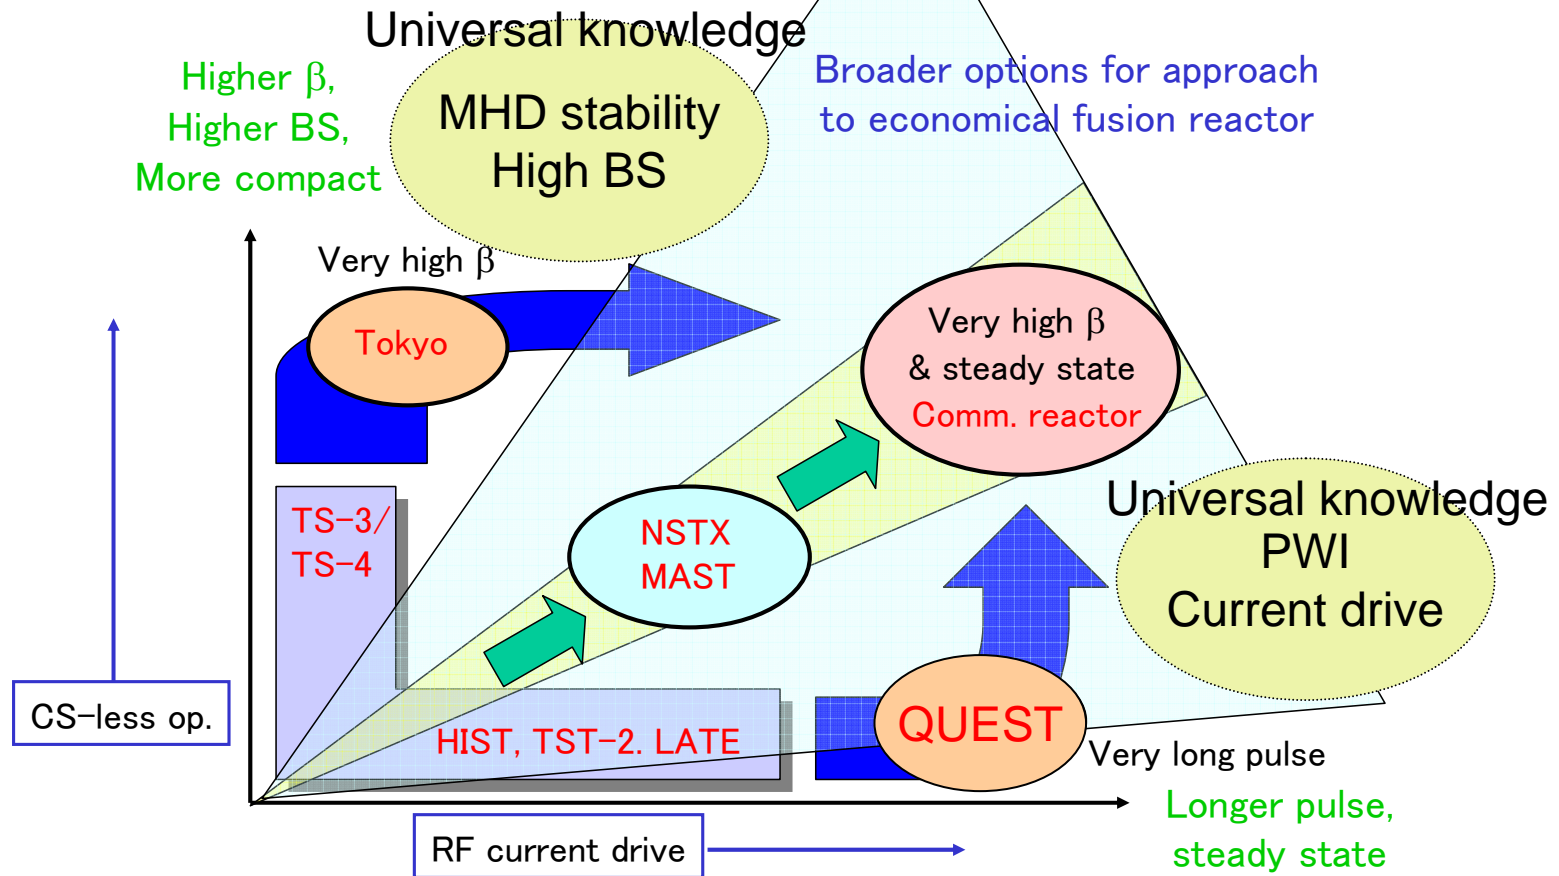 Universal knowledge
MHD stability
High BS
Higher β,
Higher BS,
More compact
Broader options for approach
to economical fusion reactor
Very high β
Tokyo
Very high β
& steady state
Comm. reactor
TS-3/
TS-4
NSTX
MAST
Universal knowledge
PWI
Current drive
CS-less op.
HIST, TST-2. LATE
QUEST
Very long pulse
Longer pulse,
steady state
RF current drive